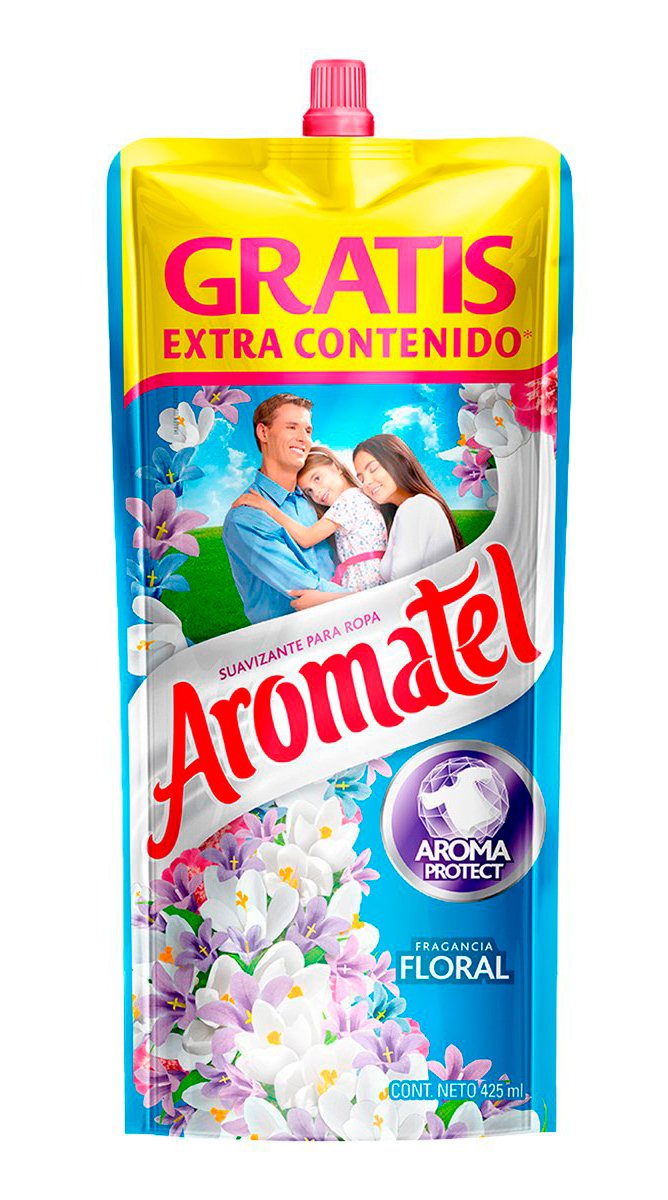 GRATIS
EXTRA CONTENIDO*
SUAVIZANTE PARA ROPA
Aromatel
AROMA
PROTECT
FRAGANCIA
FLORAL
CONT. NETO 425 ml